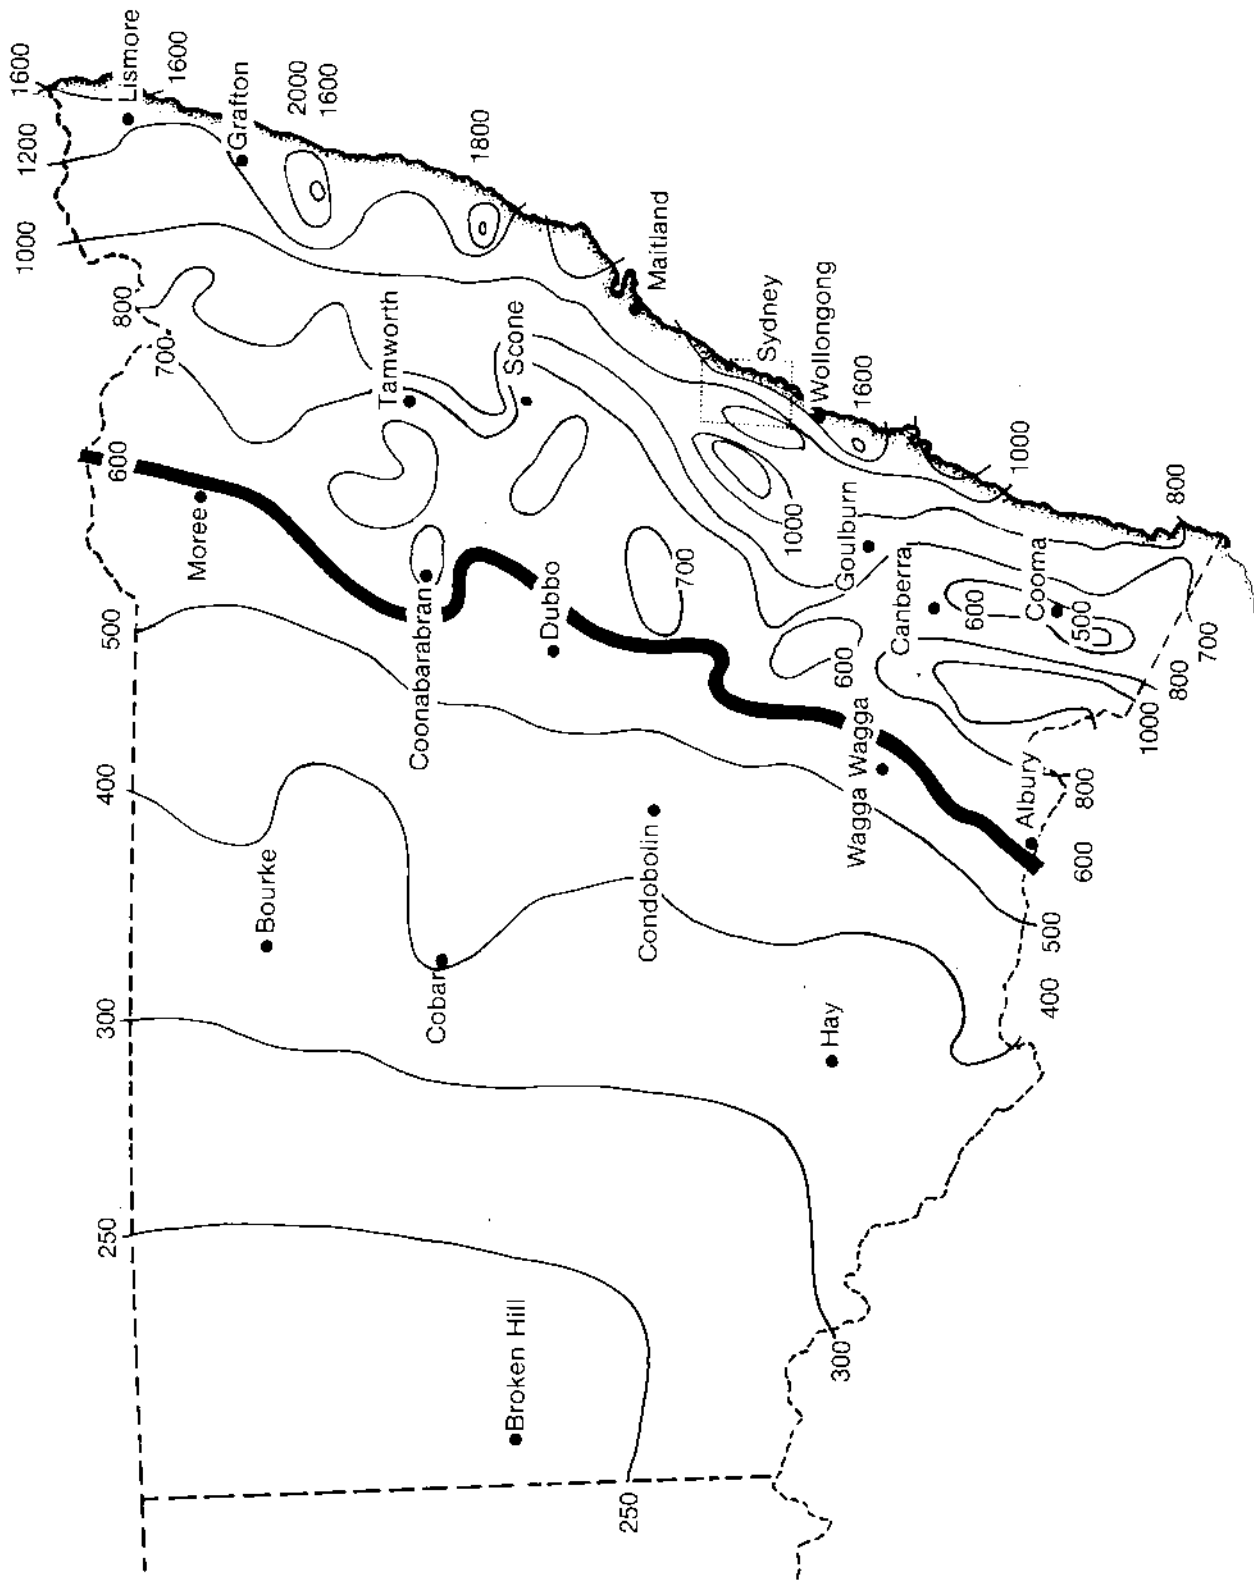 1600
1200
1000
800
700
600
500
400
300
250
Lismore
1600
Grafton
2000
1600
1800
Moree
Tamworth
Scone
Maitland
Bourke
Coonabarabran
Dubbo
Cobar
Condobolin
700
1000
Sydney
Wollongong
1600
Broken Hill
250
Hay
Wagga Wagga
600
Goulburn
Canberra
600
Cooma
500
1000
800
300
400
500
600
Albury
800
1000
800
700